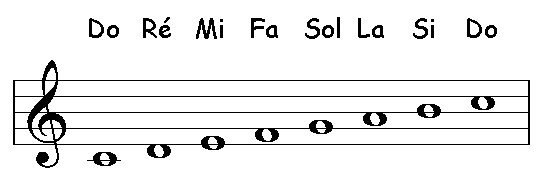 Do Ré Mi Fa Sol La Si Do